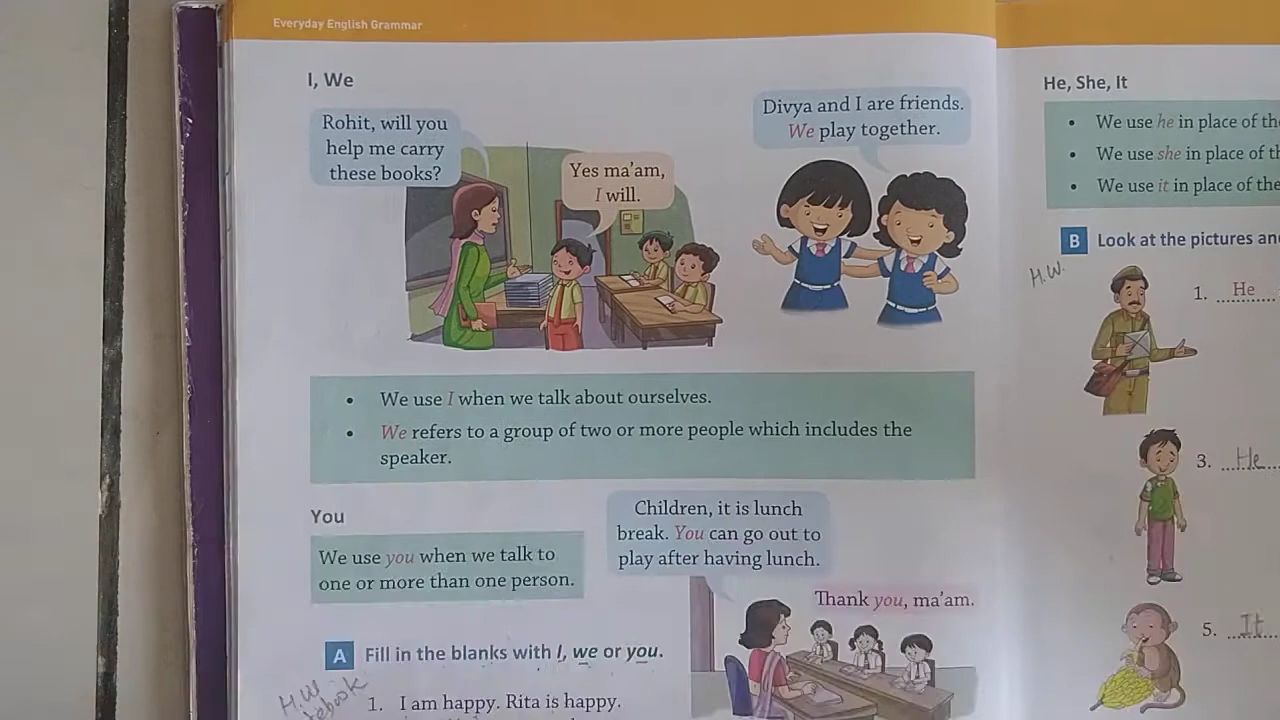 Everyday English Grammar
I, We
Rohit, will you
help me carry
these books?
Yes ma'am,
I will.
Divya and I are friends.
We play together.
• We use I when we talk about ourselves.
• We refers to a group of two or more people which includes the
speaker.
You
We use you when we talk to
one or more than one person.
Children, it is lunch
break. You can go out to
play after having lunch.
Thank you, ma'am.
A Fill in the blanks with I, we or you.
H.W
1. I am happy. Rita is happy.
He, She, It
• We use he in place of the
• We use she in place of th
• We use it in place of the
B Look at the pictures an
H.W.
1. He
3. He
5. It